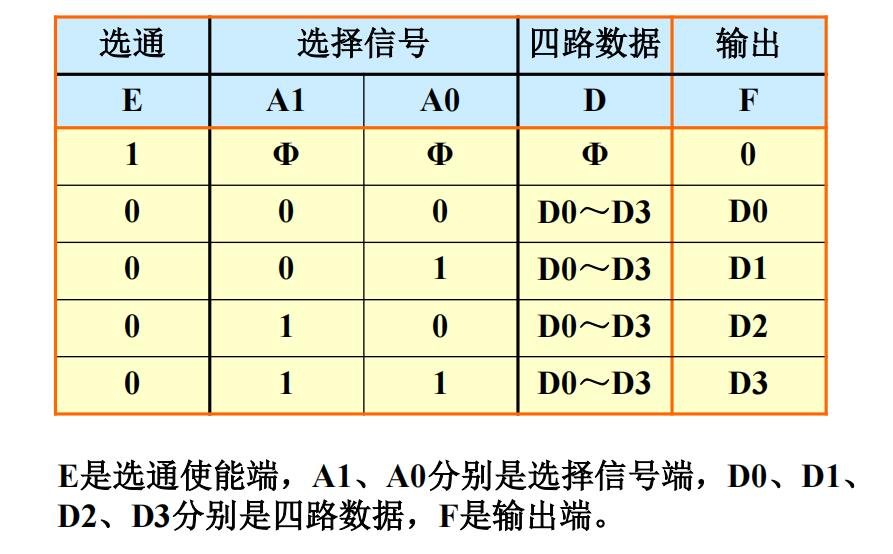 选通 选择信号 四路数据 输出
E A1 A0 D F
1 Φ Φ Φ 0
0 0 0 D0～D3 D0
0 0 1 D0～D3 D1
0 1 0 D0～D3 D2
0 1 1 D0～D3 D3
E是选通使能端，A1、A0分别是选择信号端，D0、D1、
D2、D3分别是四路数据，F是输出端。